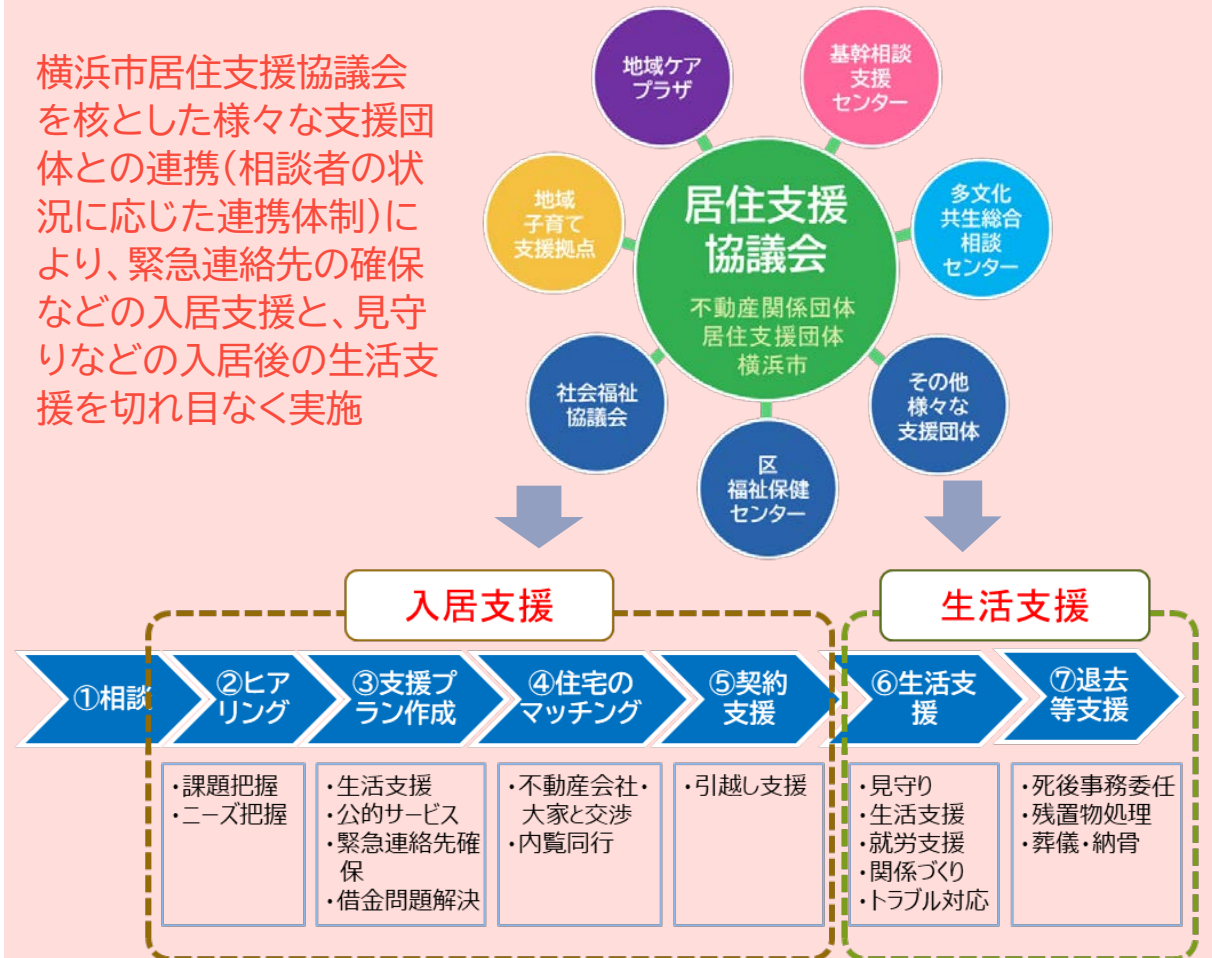 横浜市居住支援協議会
を核とした様々な支援団
体との連携(相談者の状
況に応じた連携体制)に
より、緊急連絡先の確保
などの入居支援と、見守
りなどの入居後の生活支
援を切れ目なく実施
地域ケア
プラザ
基幹相談
支援
センター
地域
子育て
支援拠点
居住支援
協議会
不動産関係団体
居住支援団体
横浜市
多文化
共生総合
相談
センター
社会福祉
協議会
区
福祉保健
センター
その他
様々な
支援団体
入居支援
生活支援
①相談
②ヒア
リング
③支援プ
ラン作成
④住宅の
マッチング
⑤契約
支援
⑥生活支
援
⑦退去
等支援
・課題把握
・ニーズ把握
・生活支援
・公的サービス
・緊急連絡先確
保
・借金問題解決
・不動産会社・
大家と交渉
・内覧同行
・引越し支援
・見守り
・生活支援
・就労支援
・関係づくり
・トラブル対応
・死後事務委任
・残置物処理
・葬儀・納骨